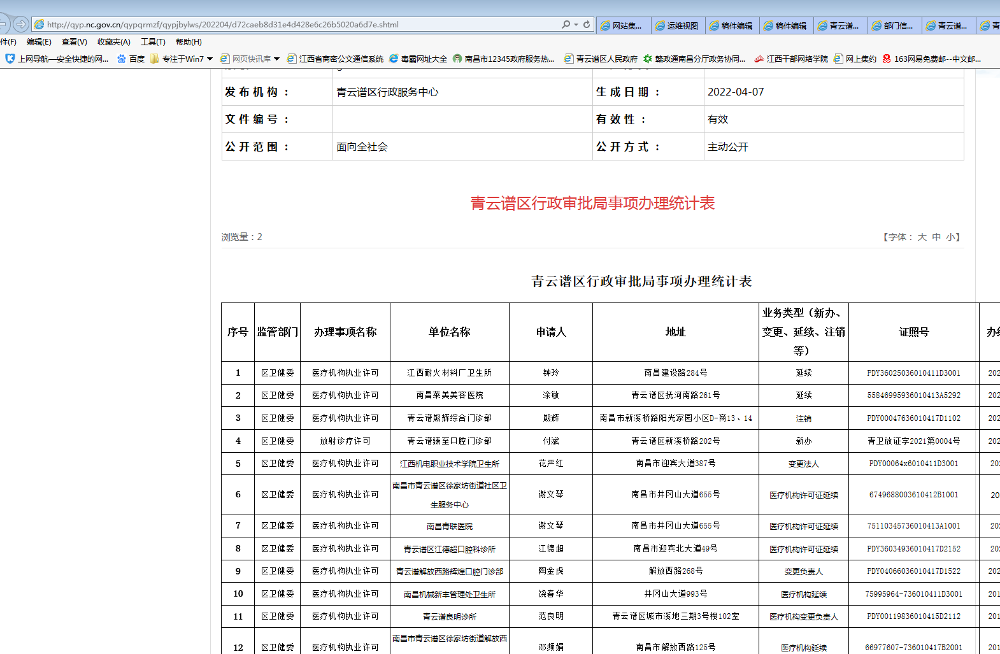 http://qyp.nc.gov.cn/qypqrmzf/qypjbylws/202204/d72caeb8d31e4d428e6c26b5020a6d7e.shtml
网站集... 运维视图 稿件编辑 稿件编辑 青云谱... 部门信... 青云谱... 青
件(F) 编辑(E) 查看(V) 收藏夹(A) 工具(T) 帮助(H)
上网导航—安全快捷的网... 百度 专注于Win7 网页快讯库 江西省商密公文通信系统 毒霸网址大全 南昌市12345政府服务热... 青云谱区人民政府 赣政通南昌分厅政务协同... 江西干部网络学院 网上集约 163网易免费邮--中文邮...
发布机构： 青云谱区行政服务中心 生成日期： 2022-04-07
文件编号： 有效性： 有效
公开范围： 面向全社会 公开方式： 主动公开
青云谱区行政审批局事项办理统计表
浏览量：2 【字体： 大 中 小】
青云谱区行政审批局事项办理统计表
序号 监管部门 办理事项名称 单位名称 申请人 地址 业务类型（新办、变更、延续、注销等） 证照号
1 区卫健委 医疗机构执业许可 江西耐火材料厂卫生所 钟玲 南昌建设路284号 延续 PDY36025036010411D3001 202
2 区卫健委 医疗机构执业许可 南昌莱美美容医院 涂敏 青云谱区抚河南路261号 延续 55846995936010413A5292 202
3 区卫健委 医疗机构执业许可 青云谱熊辉综合门诊部 熊辉 南昌市新溪桥路阳光家园小区D-商13、14 注销 PDY00047636010417D1102 202
4 区卫健委 放射诊疗许可 青云谱臻至口腔门诊部 付斌 青云谱区新溪桥路202号 新办 青卫放证字2021第0004号 202
5 区卫健委 医疗机构执业许可 江西机电职业技术学院卫生所 花严红 南昌市迎宾大道387号 变更法人 PDY00064x6010411D3001 20
6 区卫健委 医疗机构执业许可 南昌市青云谱区徐家坊街道社区卫生服务中心 谢文琴 南昌市井冈山大道655号 医疗机构许可证延续 6749688003610412B1001 20
7 区卫健委 医疗机构执业许可 南昌青联医院 谢文琴 南昌市井冈山大道655号 医疗机构许可证延续 75110345736010413A1001 202
8 区卫健委 医疗机构执业许可 青云谱区江德超口腔科诊所 江德超 南昌市迎宾北大道49号 医疗机构许可证延续 PDY36034936010417D2152 202
9 区卫健委 医疗机构执业许可 青云谱解放西路辉煌口腔门诊部 陶金虎 解放西路268号 变更负责人 PDY04066036010417D1522 202
10 区卫健委 医疗机构执业许可 南昌机械新丰管理处卫生所 饶春华 井冈山大道993号 医疗机构延续 75995964-736010411D3001 201
11 区卫健委 医疗机构执业许可 青云谱良明诊所 范良明 青云谱区城市溪地三期3号楼102室 医疗机构变更负责人 PDY00119836010415D2112 201
12 区卫健委 医疗机构执业许可 南昌市青云谱区徐家坊街道解放西 邓频娟 南昌市解放西路125号 医疗机构延续 66977607-736010417B2001 201